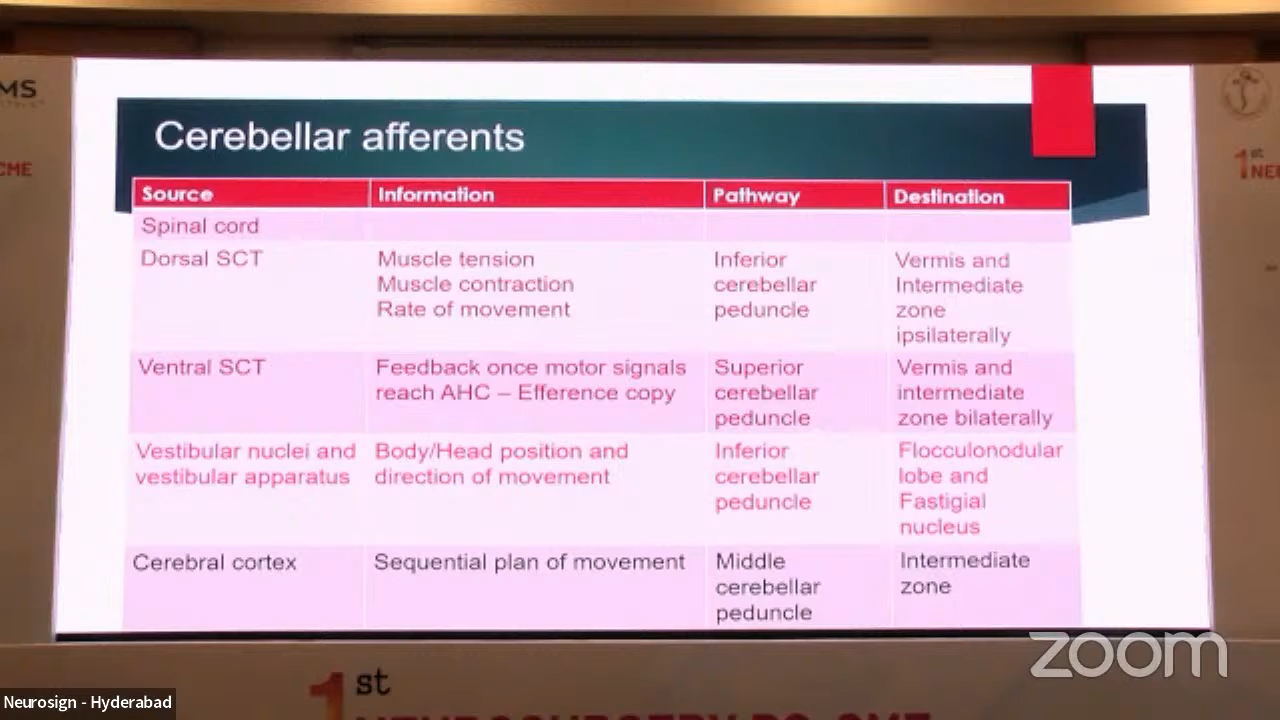 MS
CME
1st
NEU
Cerebellar afferents
Source Information Pathway Destination
Spinal cord
Dorsal SCT
Muscle tension
Muscle contraction
Rate of movement
Inferior
cerebellar
peduncle
Vermis and
Intermediate
zone
ipsilaterally
Ventral SCT
Feedback once motor signals
reach AHC – Efference copy
Superior
cerebellar
peduncle
Vermis and
intermediate
zone bilaterally
Vestibular nuclei and
vestibular apparatus
Body/Head position and
direction of movement
Inferior
cerebellar
peduncle
Flocculonodular
lobe and
Fastigial
nucleus
Cerebral cortex
Sequential plan of movement
Middle
cerebellar
peduncle
Intermediate
zone
zoom
Neurosign - Hyderabad
1st